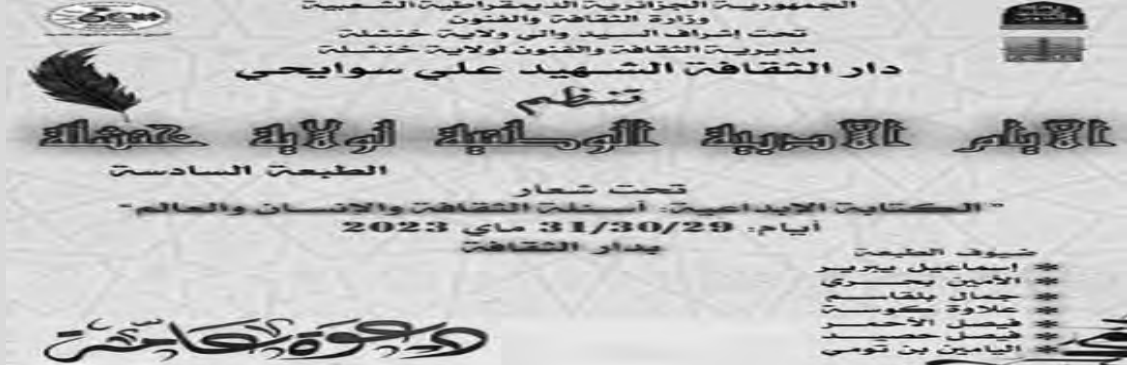 الجمهورية الجزائرية الديمقراطية الشعبية
وزارة الثقافة والفنون
تحت إشراف السيد والي ولاية خنشلة
مديرية الثقافة والفنون لولاية خنشلة
دار الثقافة الشهيد علي سوايحي
تنظم
الأيام الأدبية الوطنية لولاية خنشلة
الطبعة السادسة
تحت شعار
"الكتابة الإبداعية: أسئلة الثقافة والإنسان والعالم"
أيام: 31/30/29 ماي 2023
بدار الثقافة
ضيوف الطبعة
* إسماعيل يبرير
* الأمين بحري
* جمال بلقاسم
* علاوة كوسة
* فيصل الأحمر
* فيصل حصيد
* اليامين بن تومي
دعوة عامة